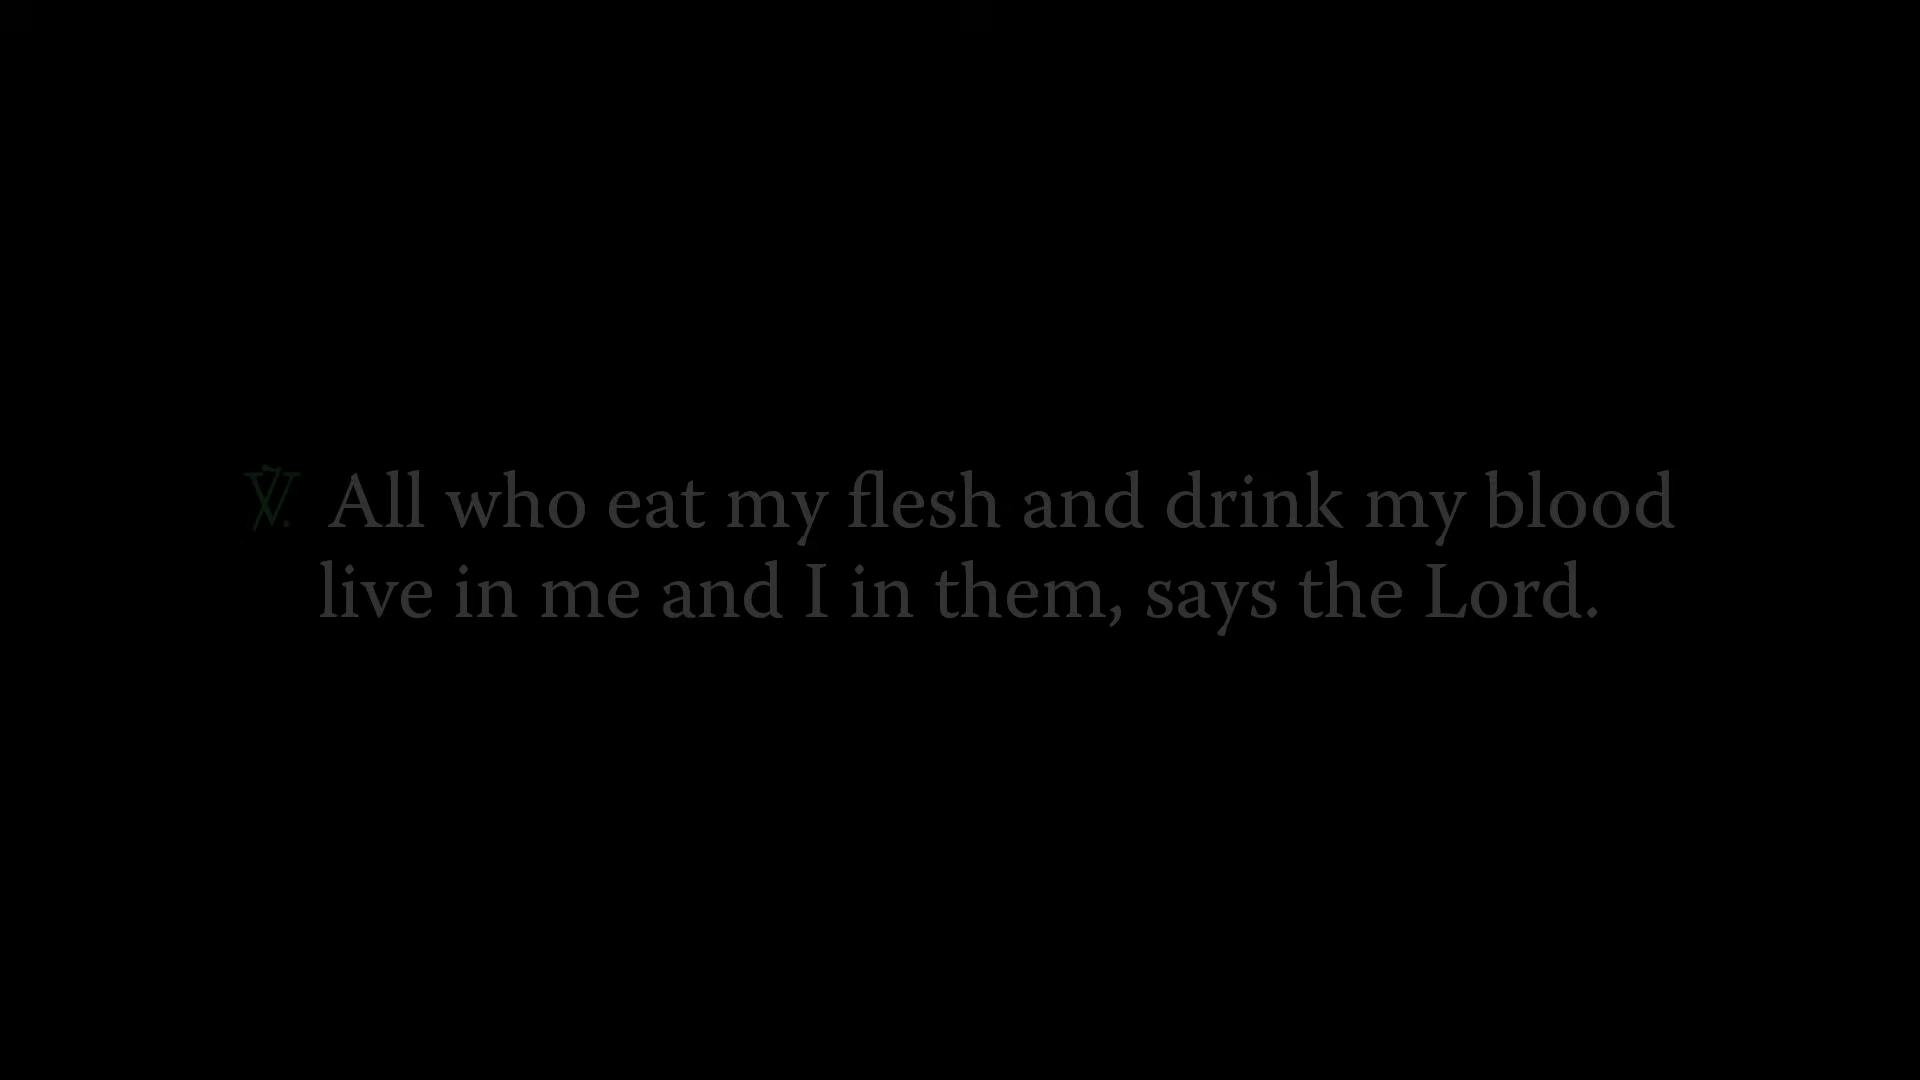 ℣. All who eat my flesh and drink my blood
live in me and I in them, says the Lord.